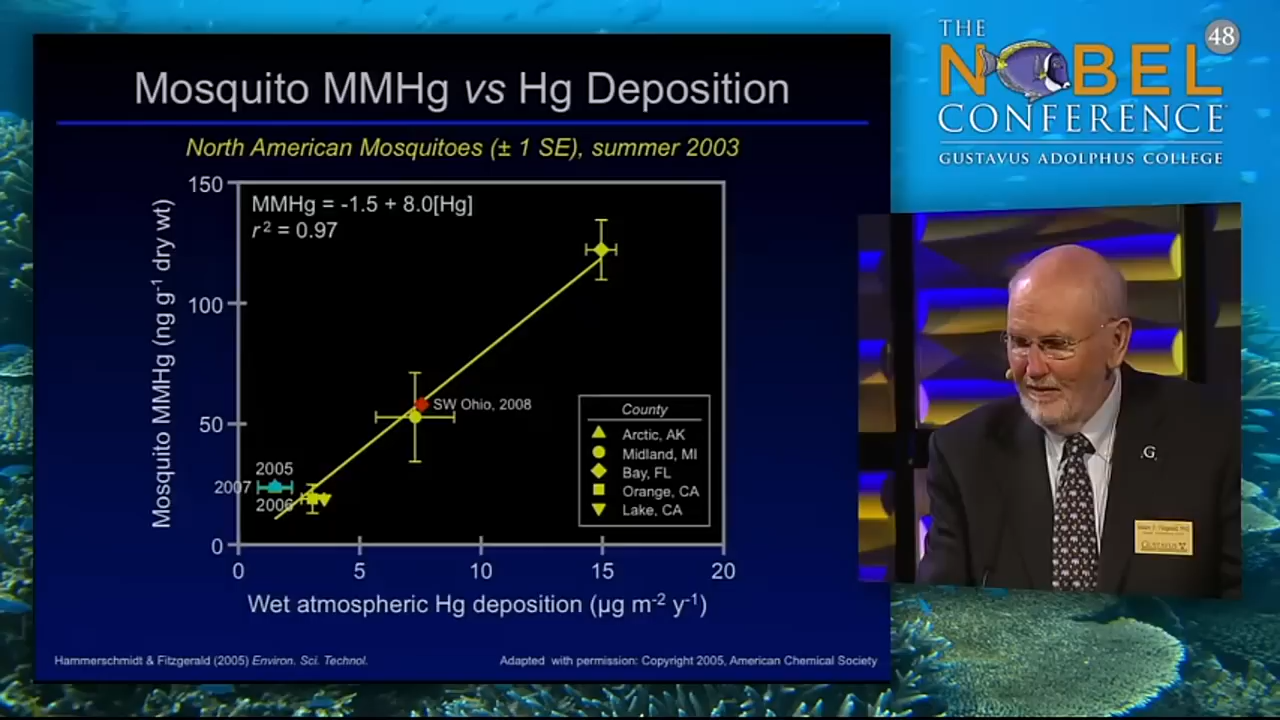 Mosquito MMHg vs Hg Deposition
North American Mosquitoes (± 1 SE), summer 2003
150
100
50
0
Mosquito MMHg (ng g⁻¹ dry wt)
MMHg = -1.5 + 8.0[Hg]
r² = 0.97
SW Ohio, 2008
2005
2007
2006
County
Arctic, AK
Midland, MI
Bay, FL
Orange, CA
Lake, CA
0 5 10 15 20
Wet atmospheric Hg deposition (µg m⁻² y⁻¹)
Hammerschmidt & Fitzgerald (2005) Environ. Sci. Technol.
Adapted with permission: Copyright 2005, American Chemical Society
THE
48
NOBEL
CONFERENCE
GUSTAVUS ADOLPHUS COLLEGE
G
GUSTAVUS